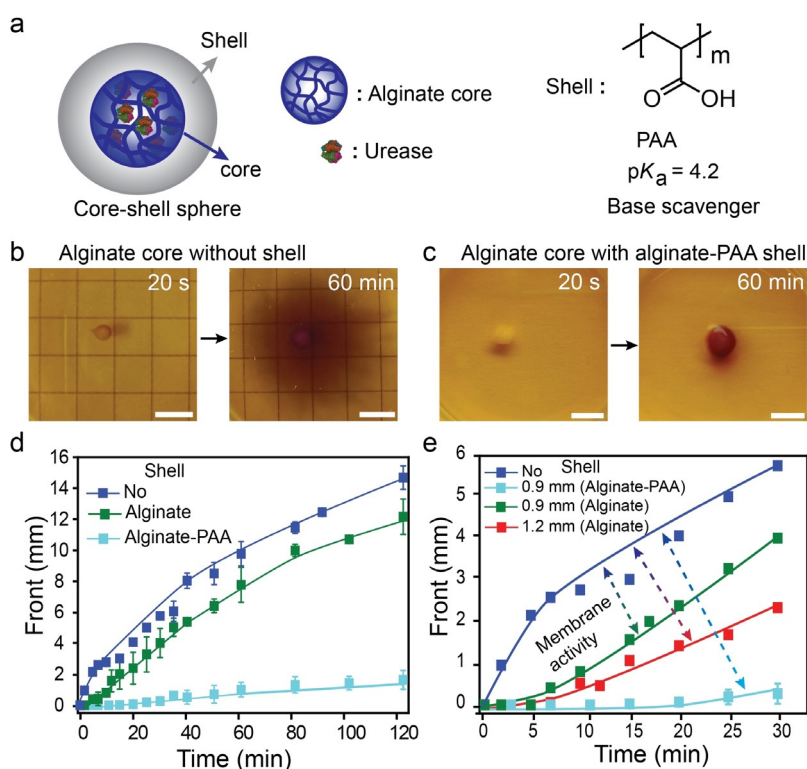 a
Shell
core
Core-shell sphere
: Alginate core
: Urease
Shell :
m
O
OH
PAA
pKa = 4.2
Base scavenger
b Alginate core without shell
20 s
60 min
c Alginate core with alginate-PAA shell
20 s
60 min
d
16
14
12
10
8
6
4
2
0
Front (mm)
Shell
No
Alginate
Alginate-PAA
0 20 40 60 80 100 120
Time (min)
e
6
5
4
3
2
1
0
Front (mm)
Shell
No
0.9 mm (Alginate-PAA)
0.9 mm (Alginate)
1.2 mm (Alginate)
Membrane
activity
0 5 10 15 20 25 30
Time (min)